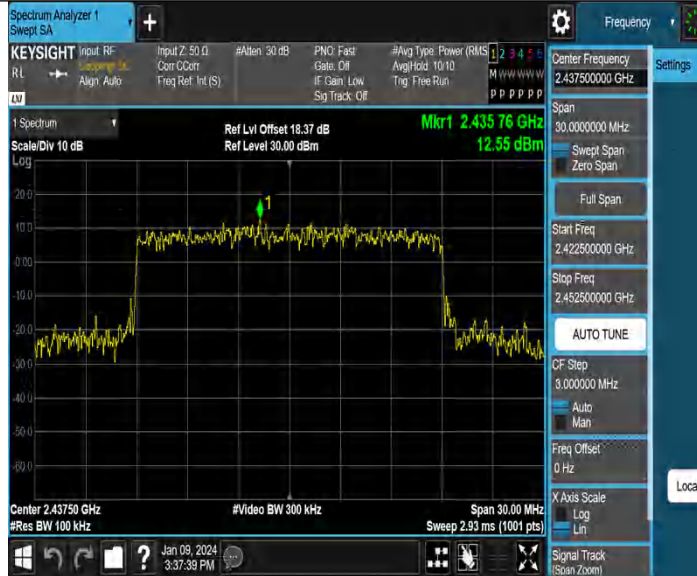 Spectrum Analyzer 1
Swept SA
+
Frequency
KEYSIGHT
RL
Input: RF
Align: Auto
Input Z: 50 Ω
Corr CCorr
Freq Ref: Int (S)
#Atten: 30 dB
PNO: Fast
Gate: Off
IF Gain: Low
Sig Track: Off
#Avg Type: Power (RMS
Avg|Hold: 10/10
Trig: Free Run
1 2 3 4 5 6
M W W W W W
P P P P P P
1 Spectrum
Scale/Div 10 dB
Ref Lvl Offset 18.37 dB
Ref Level 30.00 dBm
Mkr1 2.435 76 GHz
12.55 dBm
Log
1
20.0
10.0
0.00
-10.0
-20.0
-30.0
-40.0
-50.0
-60.0
Center 2.43750 GHz
#Res BW 100 kHz
#Video BW 300 kHz
Span 30.00 MHz
Sweep 2.93 ms (1001 pts)
?
Jan 09, 2024
3:37:39 PM
Center Frequency
2.437500000 GHz
Settings
Span
30.0000000 MHz
Swept Span
Zero Span
Full Span
Start Freq
2.422500000 GHz
Stop Freq
2.452500000 GHz
AUTO TUNE
CF Step
3.000000 MHz
Auto
Man
Freq Offset
0 Hz
Loca
X Axis Scale
Log
Lin
Signal Track
(Span Zoom)